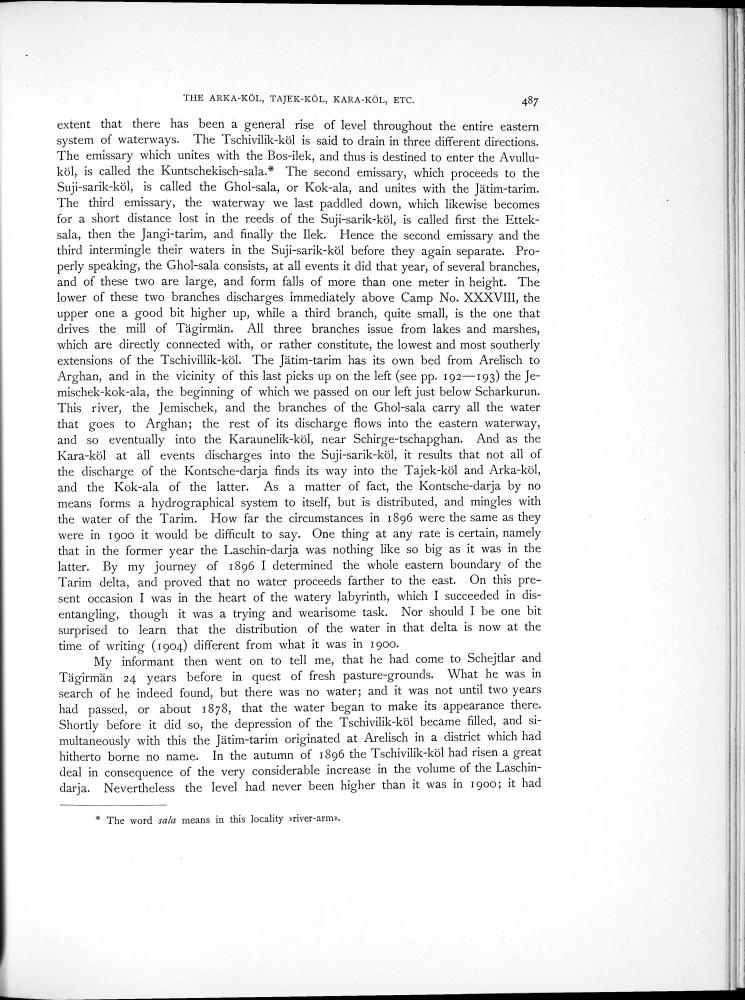 THE ARKA-KÖL, TAJEK-KÖL, KARA-KÖL, ETC. 487
extent that there has been a general rise of level throughout the entire eastern
system of waterways. The Tschivilik-köl is said to drain in three different directions.
The emissary which unites with the Bos-ilek, and thus is destined to enter the Avullu-
köl, is called the Kuntschekisch-sala.* The second emissary, which proceeds to the
Suji-sarik-köl, is called the Ghol-sala, or Kok-ala, and unites with the Jätim-tarim.
The third emissary, the waterway we last paddled down, which likewise becomes
for a short distance lost in the reeds of the Suji-sarik-köl, is called first the Ettek-
sala, then the Jangi-tarim, and finally the Ilek. Hence the second emissary and the
third intermingle their waters in the Suji-sarik-köl before they again separate. Pro-
perly speaking, the Ghol-sala consists, at all events it did that year, of several branches,
and of these two are large, and form falls of more than one meter in height. The
lower of these two branches discharges immediately above Camp No. XXXVIII, the
upper one a good bit higher up, while a third branch, quite small, is the one that
drives the mill of Tägirmän. All three branches issue from lakes and marshes,
which are directly connected with, or rather constitute, the lowest and most southerly
extensions of the Tschivillik-köl. The Jätim-tarim has its own bed from Arelisch to
Arghan, and in the vicinity of this last picks up on the left (see pp. 192—193) the Je-
mischek-kok-ala, the beginning of which we passed on our left just below Scharkurun.
This river, the Jemischek, and the branches of the Ghol-sala carry all the water
that goes to Arghan; the rest of its discharge flows into the eastern waterway,
and so eventually into the Karaunelik-köl, near Schirge-tschapghan. And as the
Kara-köl at all events discharges into the Suji-sarik-köl, it results that not all of
the discharge of the Kontsche-darja finds its way into the Tajek-köl and Arka-köl,
and the Kok-ala of the latter. As a matter of fact, the Kontsche-darja by no
means forms a hydrographical system to itself, but is distributed, and mingles with
the water of the Tarim. How far the circumstances in 1896 were the same as they
were in 1900 it would be difficult to say. One thing at any rate is certain, namely
that in the former year the Laschin-darja was nothing like so big as it was in the
latter. By my journey of 1896 I determined the whole eastern boundary of the
Tarim delta, and proved that no water proceeds farther to the east. On this pre-
sent occasion I was in the heart of the watery labyrinth, which I succeeded in dis-
entangling, though it was a trying and wearisome task. Nor should I be one bit
surprised to learn that the distribution of the water in that delta is now at the
time of writing (1904) different from what it was in 1900.
My informant then went on to tell me, that he had come to Schejtlar and
Tägirmän 24 years before in quest of fresh pasture-grounds. What he was in
search of he indeed found, but there was no water; and it was not until two years
had passed, or about 1878, that the water began to make its appearance there.
Shortly before it did so, the depression of the Tschivilik-köl became filled, and si-
multaneously with this the Jätim-tarim originated at Arelisch in a district which had
hitherto borne no name. In the autumn of 1896 the Tschivilik-köl had risen a great
deal in consequence of the very considerable increase in the volume of the Laschin-
darja. Nevertheless the level had never been higher than it was in 1900; it had
* The word sala means in this locality »river-arm».